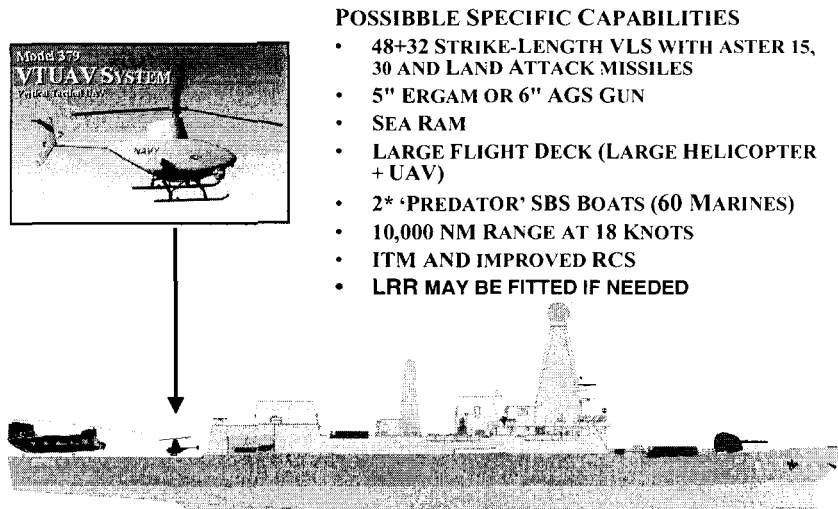 POSSIBBLE SPECIFIC CAPABILITIES
• 48+32 STRIKE-LENGTH VLS WITH ASTER 15,
30 AND LAND ATTACK MISSILES
• 5" ERGAM OR 6" AGS GUN
• SEA RAM
• LARGE FLIGHT DECK (LARGE HELICOPTER
+ UAV)
• 2* ‘PREDATOR’ SBS BOATS (60 MARINES)
• 10,000 NM RANGE AT 18 KNOTS
• ITM AND IMPROVED RCS
• LRR MAY BE FITTED IF NEEDED
Model 379
VTUAV SYSTEM
NAVY